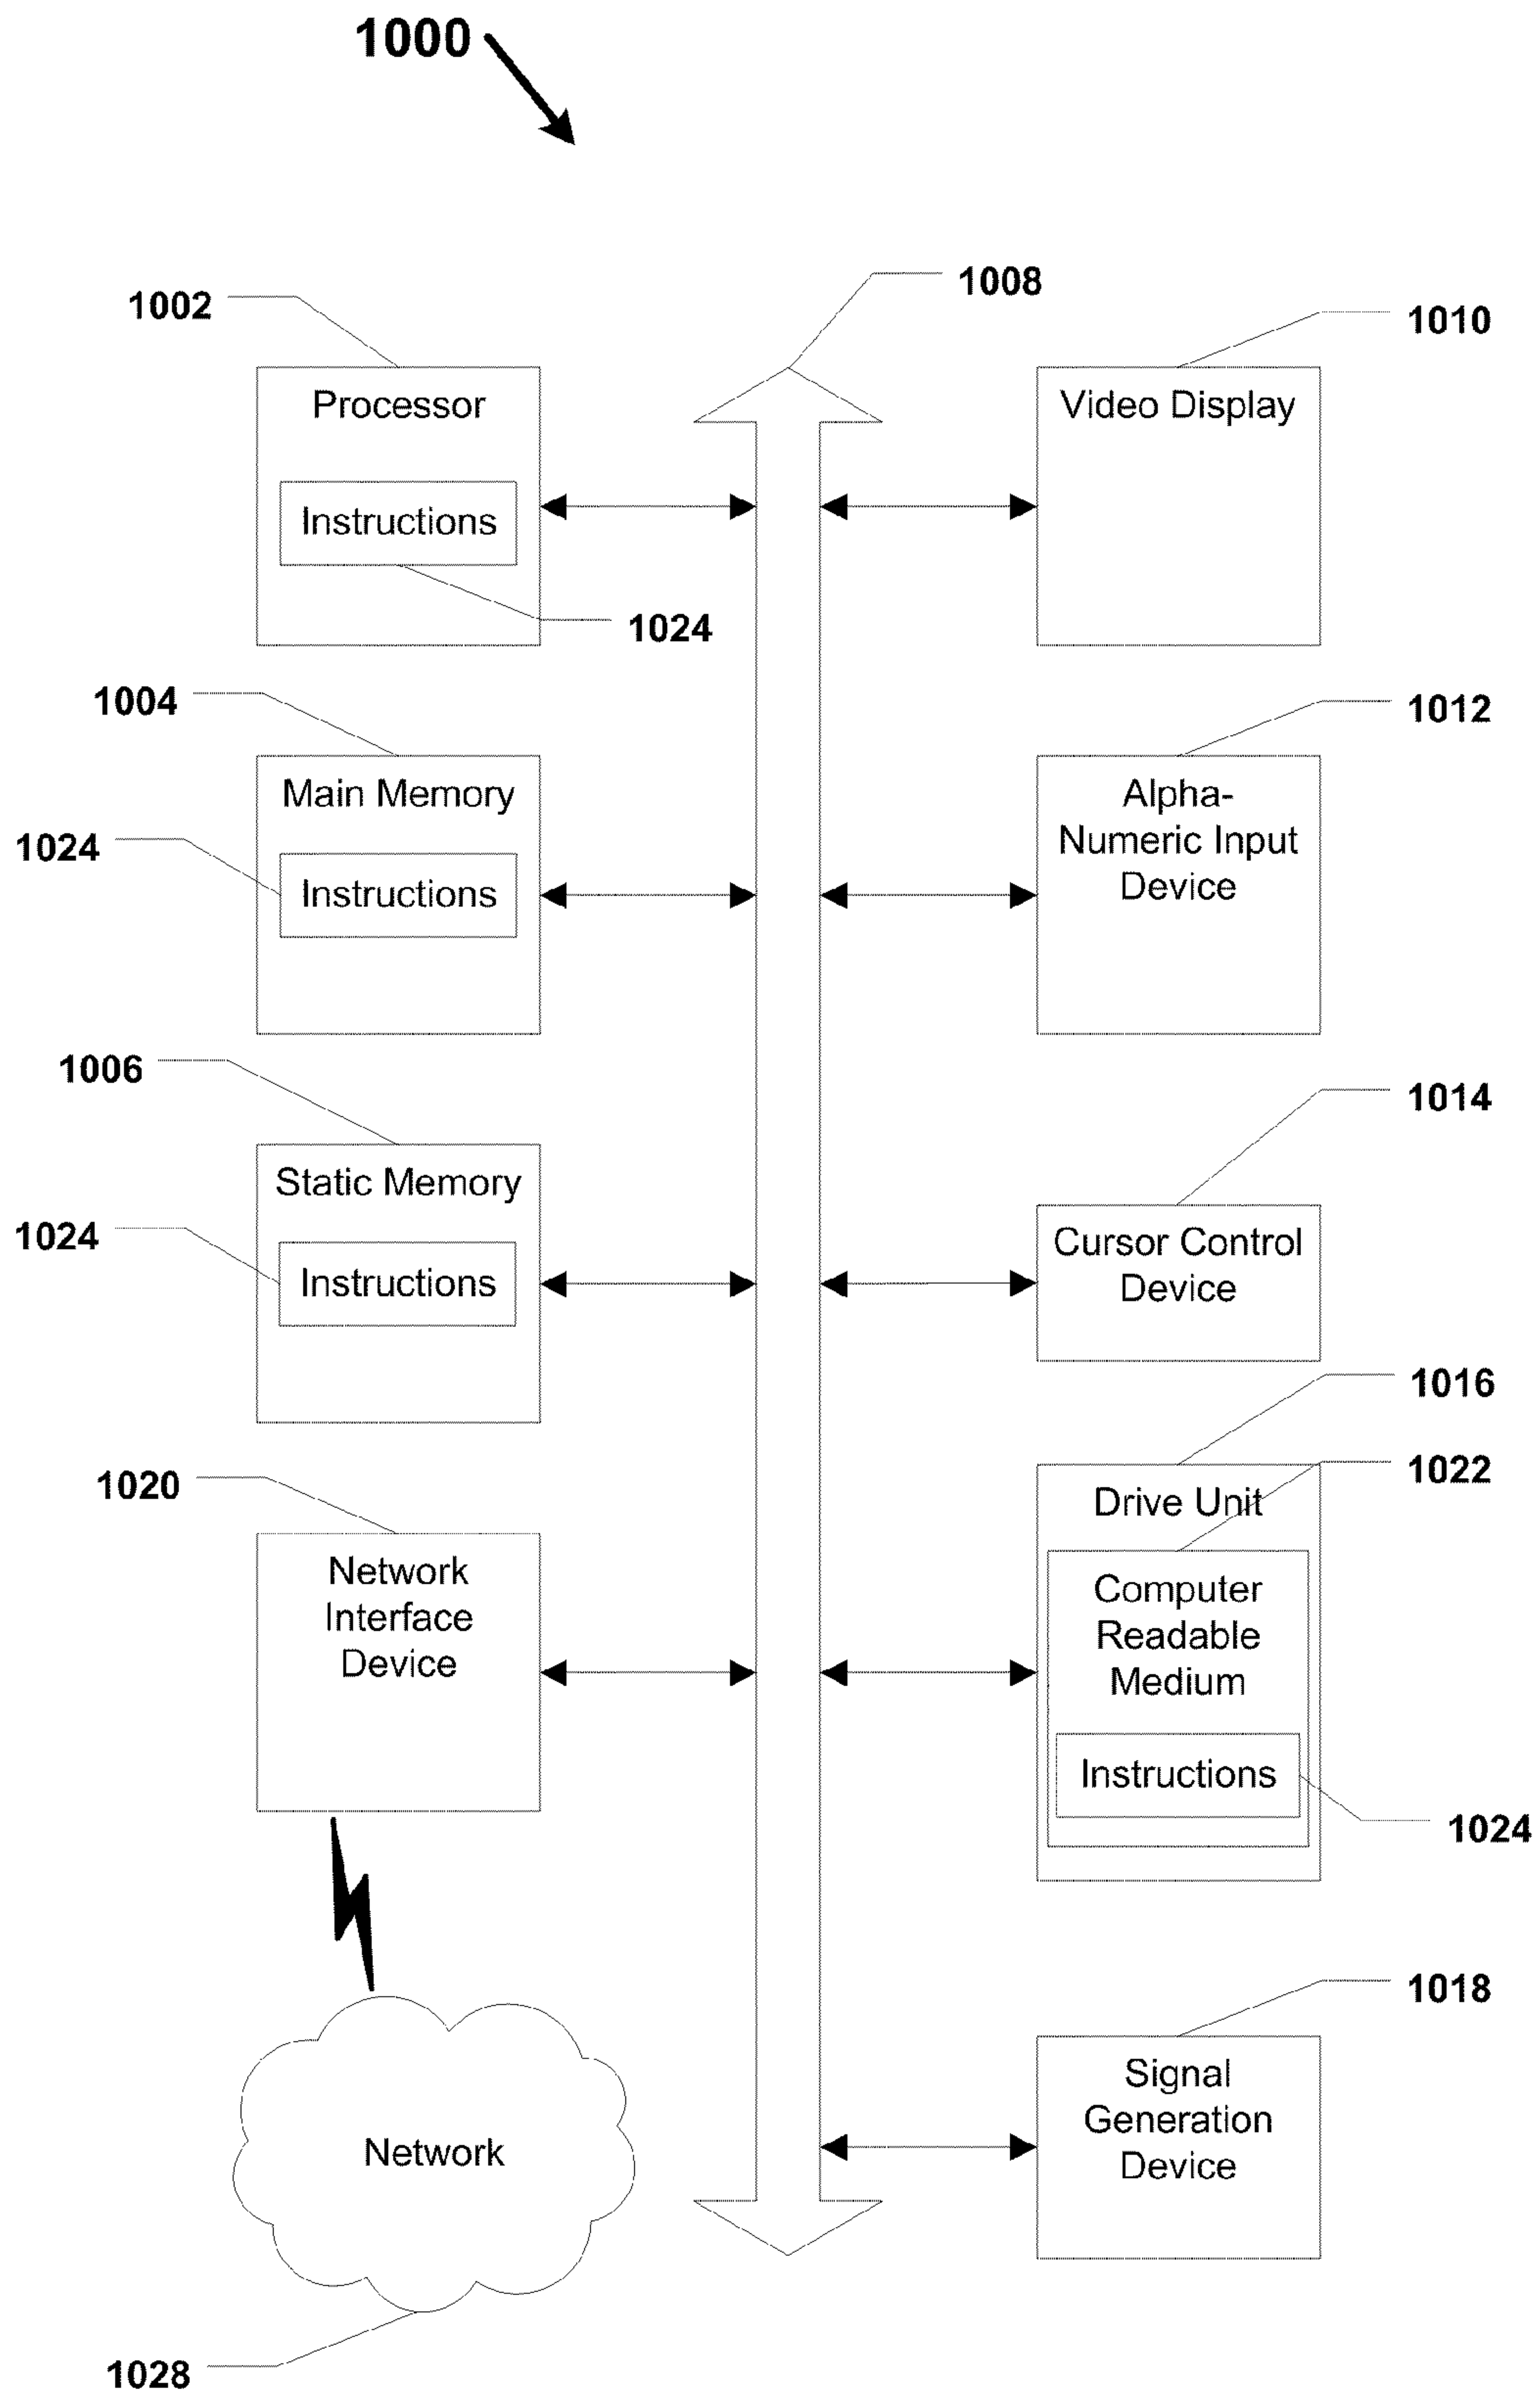 1000
1008
1002
1010
Processor
Video Display
Instructions
1024
1004
1012
Main Memory
Alpha-
Numeric Input
Device
1024
Instructions
1006
1014
Static Memory
Cursor Control
Device
1024
Instructions
1016
1020
1022
Drive Unit
Network
Interface
Device
Computer
Readable
Medium
Instructions
1024
1018
Signal
Generation
Device
Network
1028